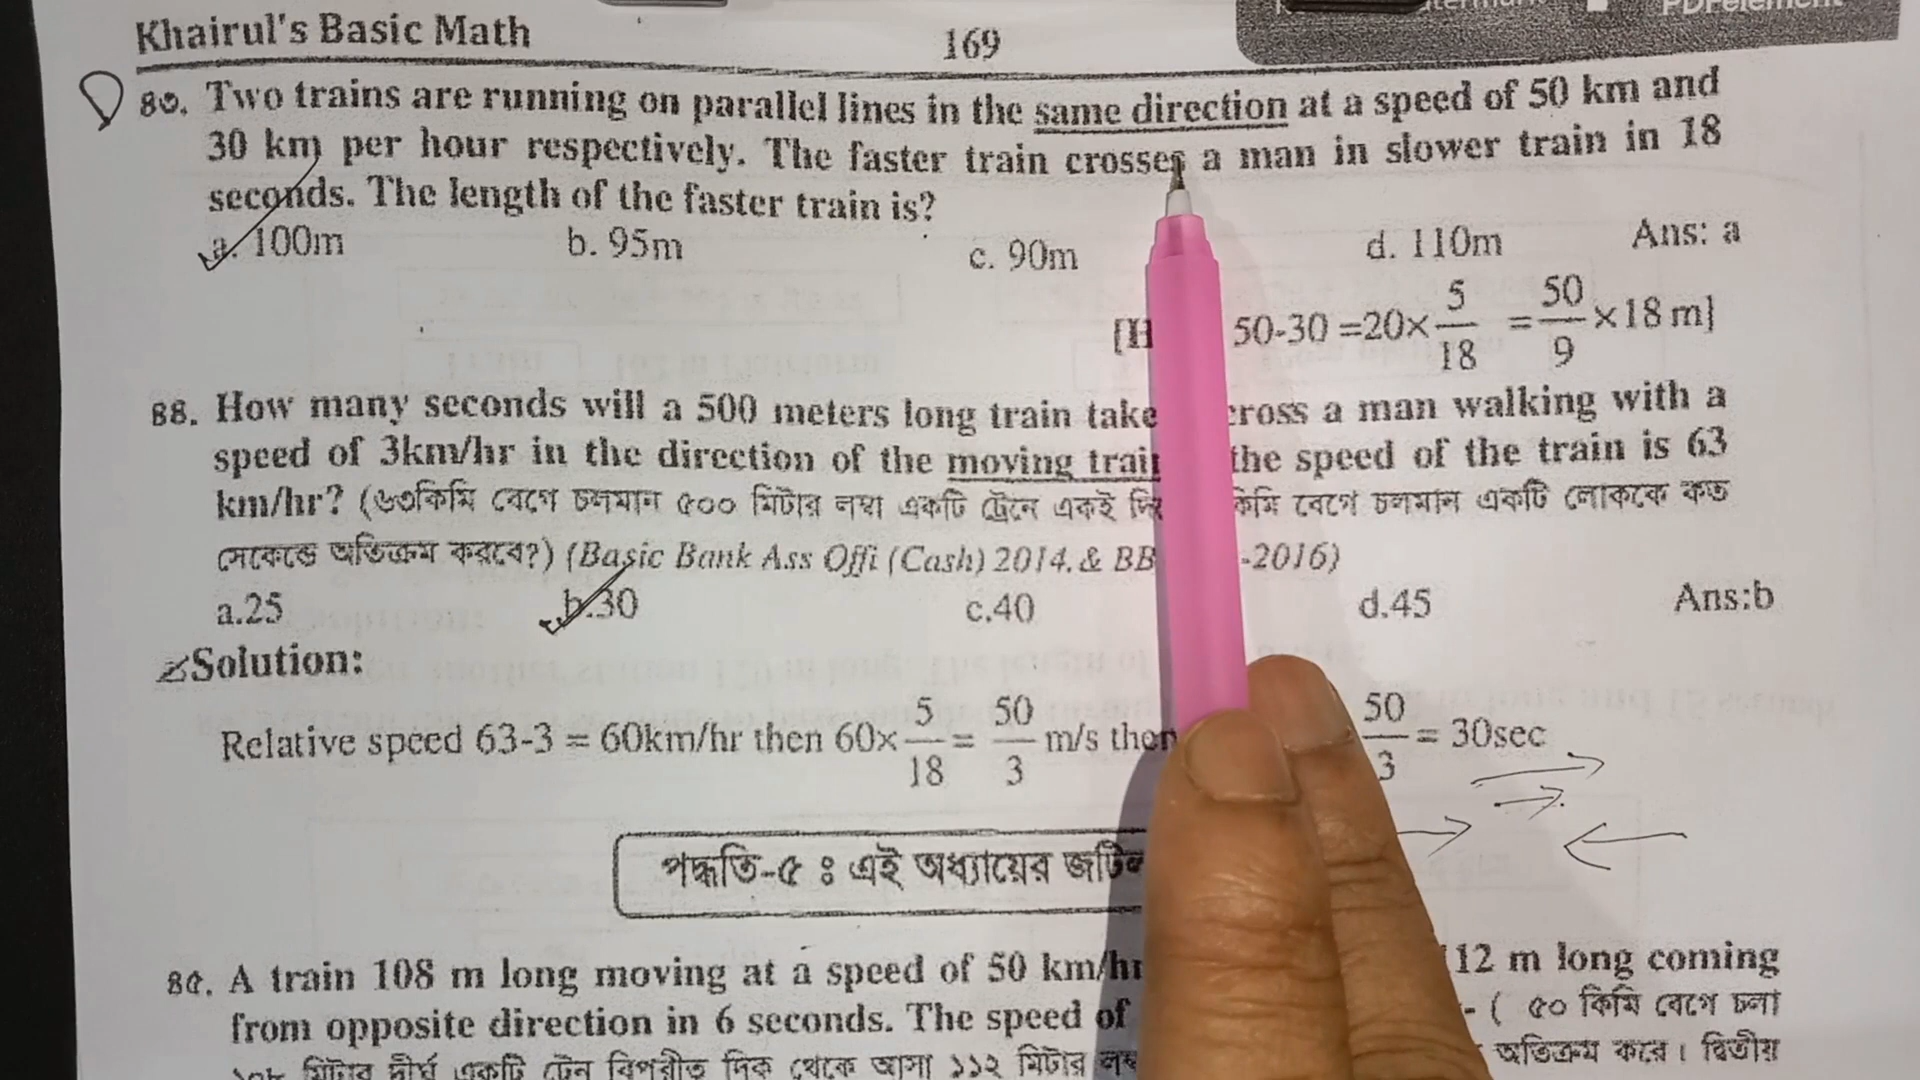 Khairul's Basic Math 169
PDFelement
৪৩. Two trains are running on parallel lines in the same direction at a speed of 50 km and
30 km per hour respectively. The faster train crosses a man in slower train in 18
seconds. The length of the faster train is?
a. 100m b. 95m c. 90m d. 110m Ans: a
50-30 =20×5/18 =50/9×18 m]
৪৪. How many seconds will a 500 meters long train take cross a man walking with a
speed of 3km/hr in the direction of the moving the speed of the train is 63
km/hr? (৬৩কিমি বেগে চলমান ৫০০ মিটার লম্বা একটি ট্রেনে একই বেগে চলমান একটি লোককে কত
সেকেন্ডে অতিক্রম করবে?) (Basic Bank Ass Offi (Cash) 2014. & BB -2016)
a.25 b.30 c.40 d.45 Ans:b
Solution:
Relative speed 63-3 = 60km/hr then 60×5/18= 50/3 m/s then 50/3= 30sec
পদ্ধতি-৫ ঃ এই অধ্যায়ের
৪৫. A train 108 m long moving at a speed of 50 112 m long coming
from opposite direction in 6 seconds. The speed of - ( ৫০ কিমি বেগে চলা
১০৮ মিটার দীর্ঘ একটি ট্রেন বিপরীত দিক থেকে আসা ১১২ মিটার অতিক্রম করে। দ্বিতীয়